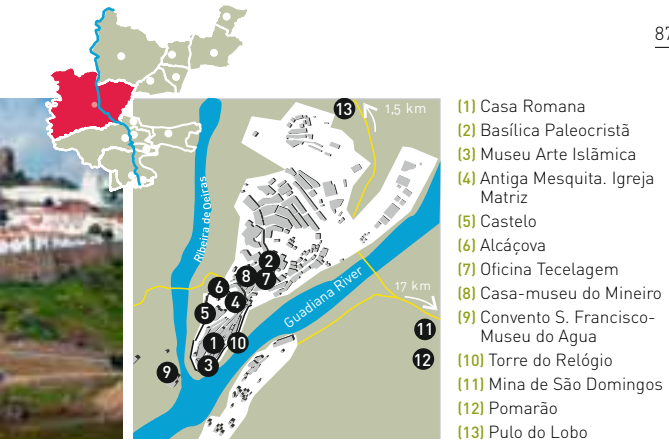 87
(1) Casa Romana
(2) Basílica Paleocristã
(3) Museu Arte Islãmica
(4) Antiga Mesquita. Igreja
Matriz
(5) Castelo
(6) Alcáçova
(7) Oficina Tecelagem
(8) Casa-museu do Mineiro
(9) Convento S. Francisco-
Museu do Agua
(10) Torre do Relógio
(11) Mina de São Domingos
(12) Pomarão
(13) Pulo do Lobo
13
1,5 km
Ribeira de Oeiras
2
8
7
6
4
5
Guadiana River
17 km
11
1
10
9
3
12